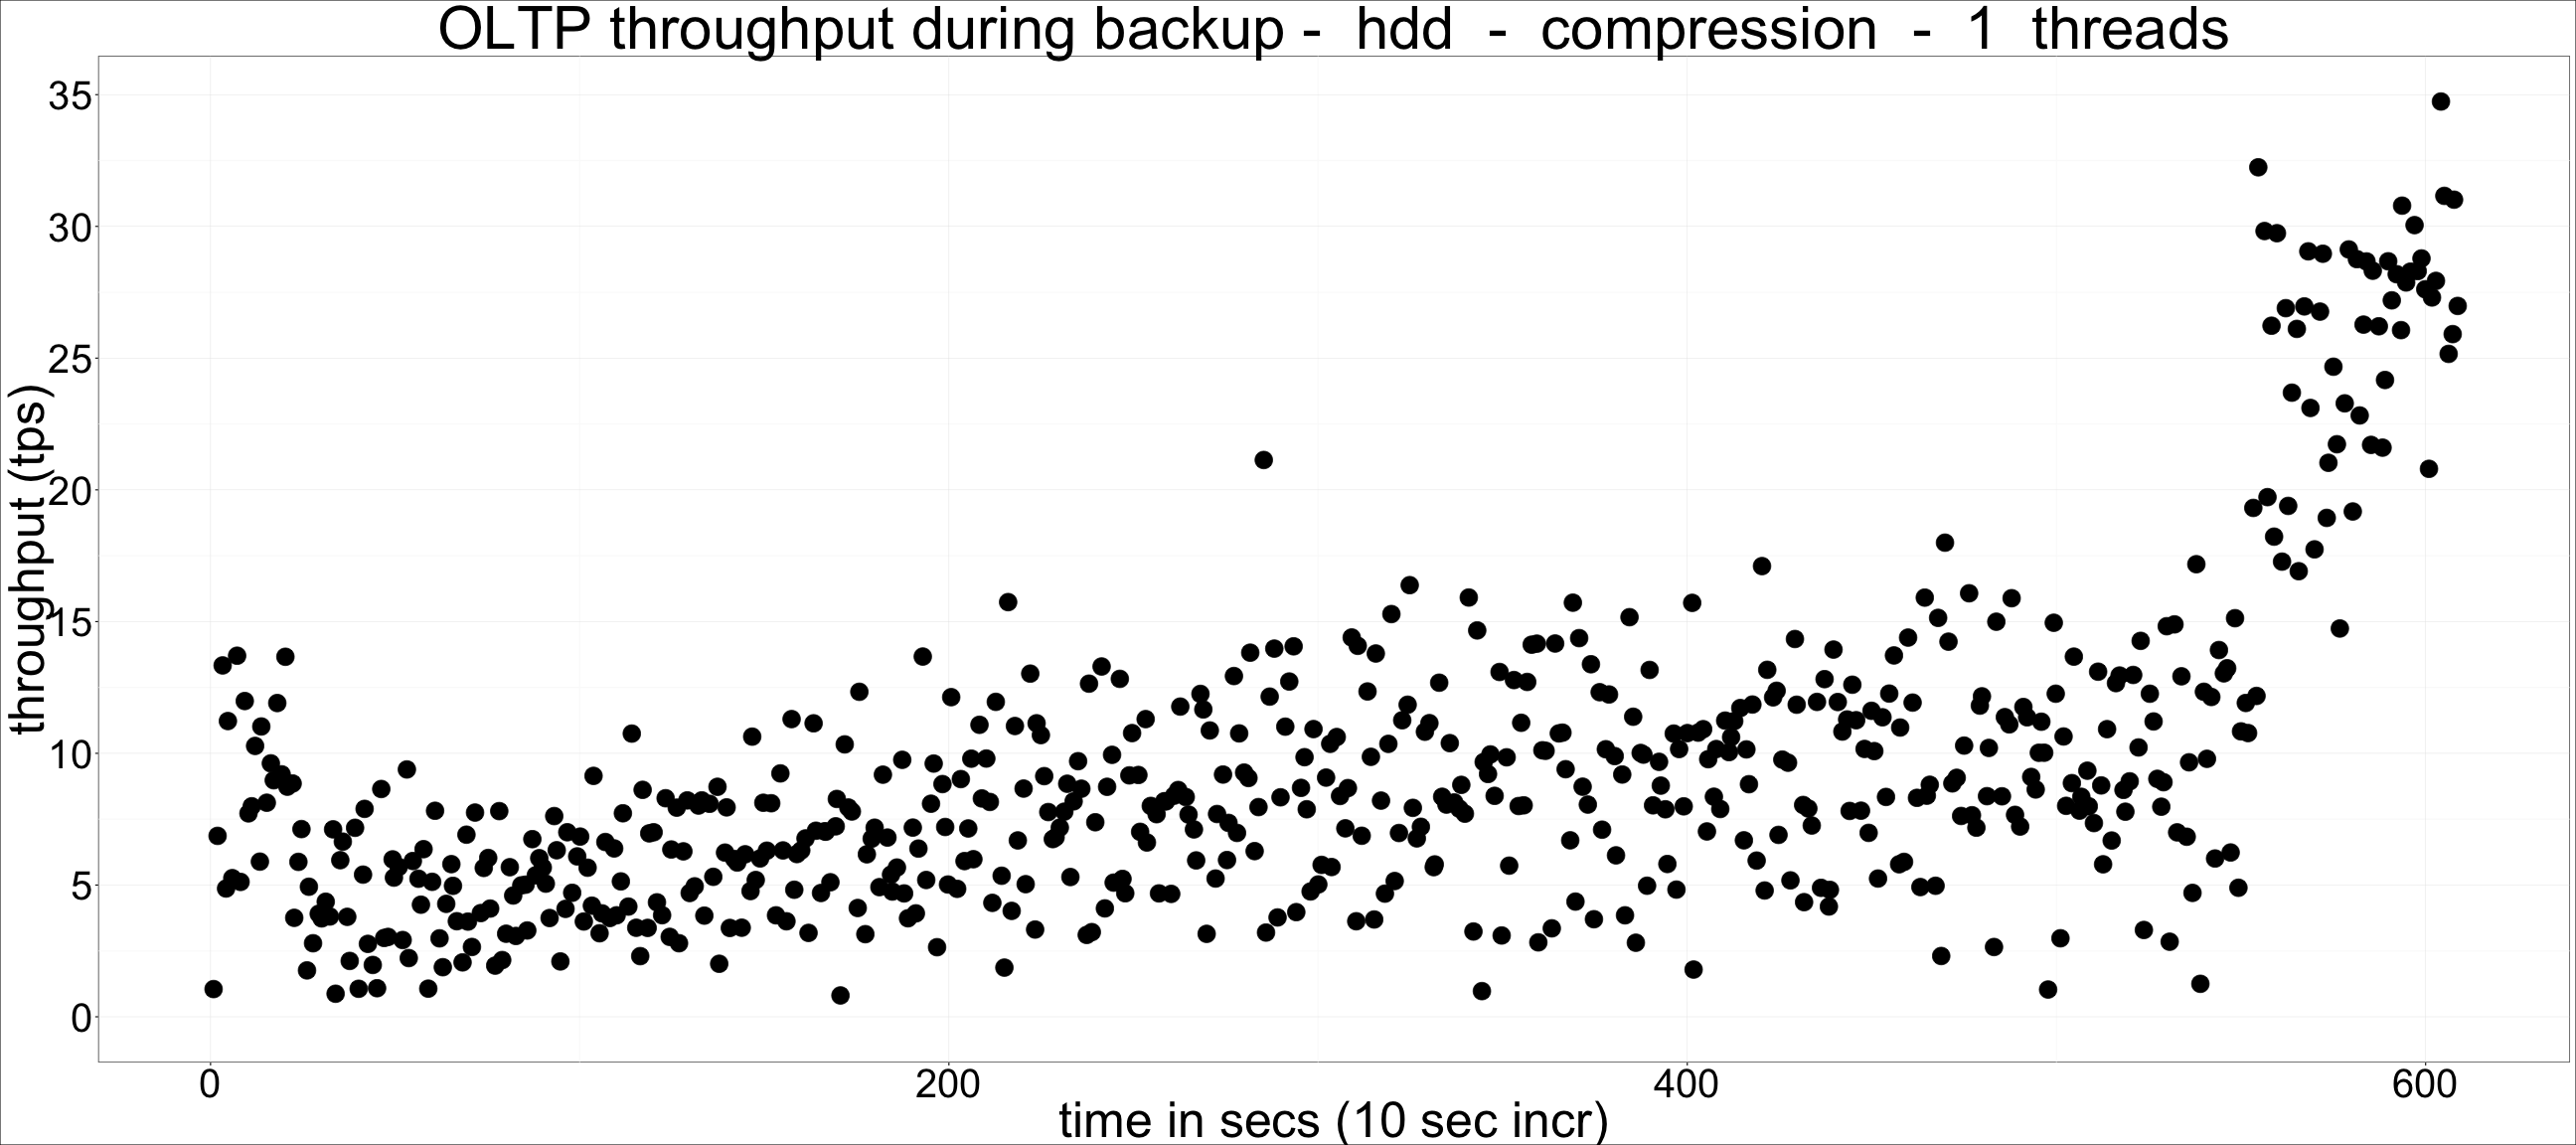 OLTP throughput during backup - hdd - compression - 1 threads
throughput (tps)
35
30
25
20
15
10
5
0
0 200 400 600
time in secs (10 sec incr)